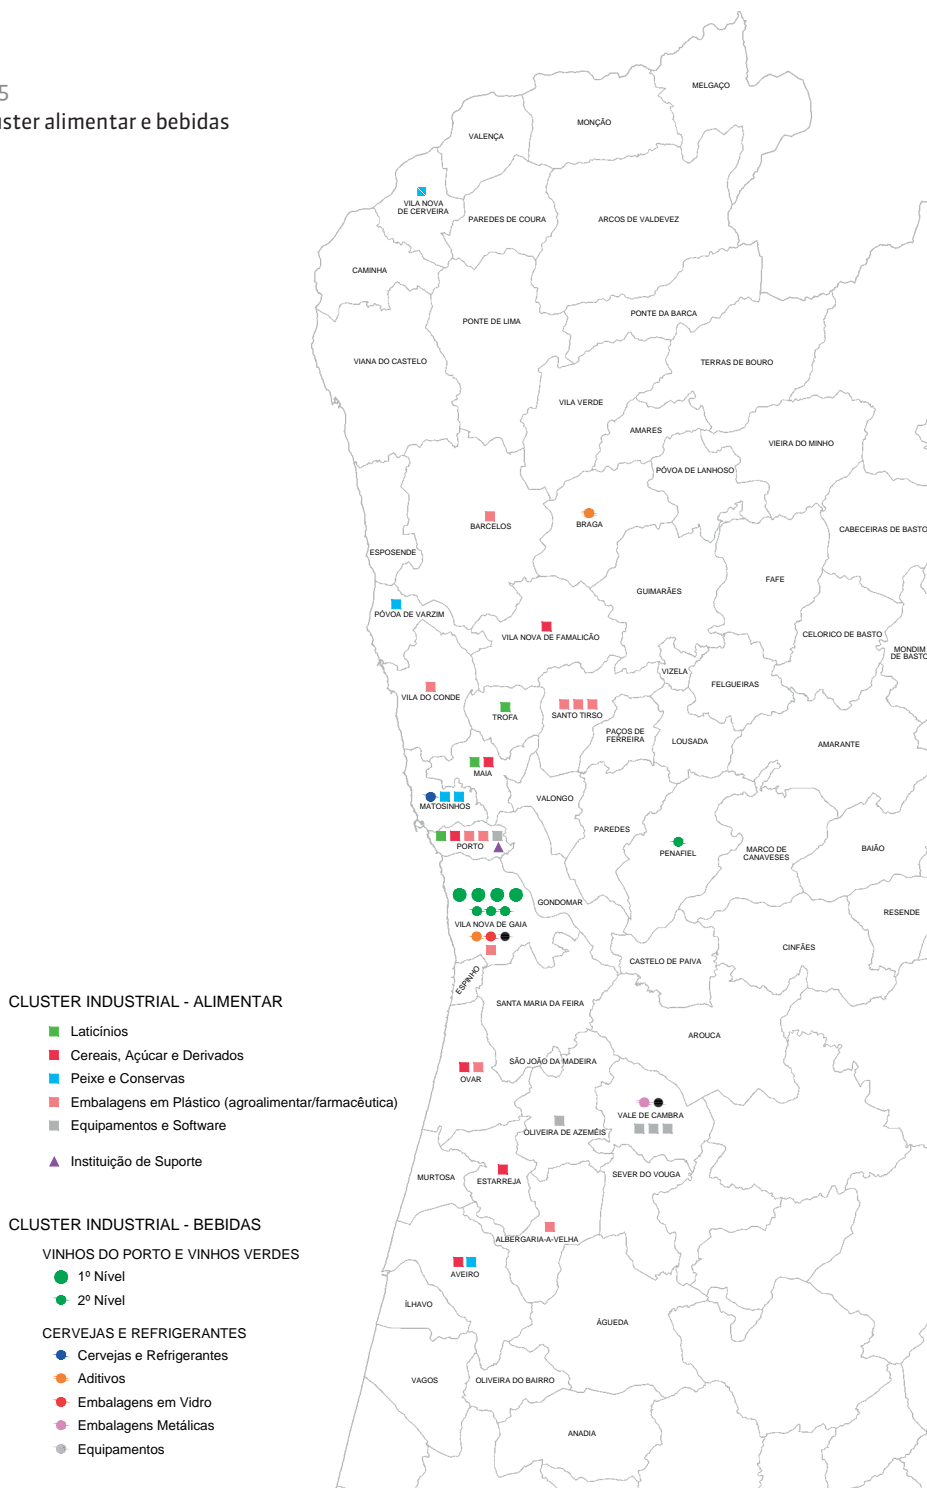 5
ster alimentar e bebidas
MELGAÇO
MONÇÃO
VALENÇA
VILA NOVA
DE CERVEIRA
PAREDES DE COURA
ARCOS DE VALDEVEZ
CAMINHA
PONTE DA BARCA
PONTE DE LIMA
VIANA DO CASTELO
TERRAS DE BOURO
VILA VERDE
AMARES
VIEIRA DO MINHO
PÓVOA DE LANHOSO
BARCELOS
BRAGA
CABECEIRAS DE BASTO
ESPOSENDE
FAFE
GUIMARÃES
PÓVOA DE VARZIM
VILA NOVA DE FAMALICÃO
CELORICO DE BASTO
MONDIM
DE BASTO
VIZELA
FELGUEIRAS
VILA DO CONDE
TROFA
SANTO TIRSO
PAÇOS DE
FERREIRA
LOUSADA
AMARANTE
MAIA
VALONGO
MATOSINHOS
PAREDES
PORTO
PENAFIEL
MARCO DE
CANAVESES
BAIÃO
GONDOMAR
RESENDE
VILA NOVA DE GAIA
CINFÃES
CASTELO DE PAIVA
ESPINHO
SANTA MARIA DA FEIRA
AROUCA
SÃO JOÃO DA MADEIRA
OVAR
VALE DE CAMBRA
OLIVEIRA DE AZEMÉIS
MURTOSA
ESTARREJA
SEVER DO VOUGA
ALBERGARIA-A-VELHA
AVEIRO
ÍLHAVO
ÁGUEDA
VAGOS
OLIVEIRA DO BAIRRO
ANADIA
CLUSTER INDUSTRIAL - ALIMENTAR
Laticínios
Cereais, Açúcar e Derivados
Peixe e Conservas
Embalagens em Plástico (agroalimentar/farmacêutica)
Equipamentos e Software
Instituição de Suporte
CLUSTER INDUSTRIAL - BEBIDAS
VINHOS DO PORTO E VINHOS VERDES
1º Nível
2º Nível
CERVEJAS E REFRIGERANTES
Cervejas e Refrigerantes
Aditivos
Embalagens em Vidro
Embalagens Metálicas
Equipamentos